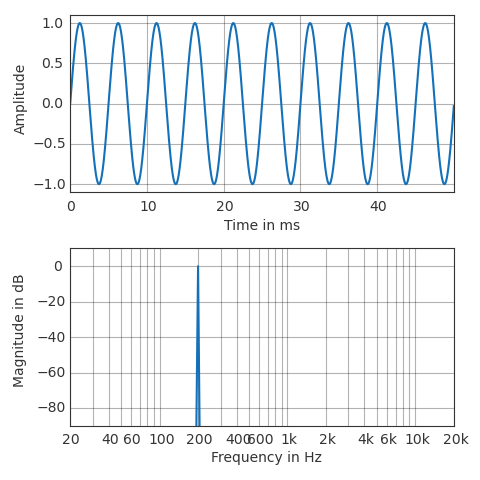 1.0
0.5
0.0
−0.5
−1.0
Amplitude
0 10 20 30 40
Time in ms
0
−20
−40
−60
−80
Magnitude in dB
20 40 60 100 200 400 600 1k 2k 4k 6k 10k 20k
Frequency in Hz